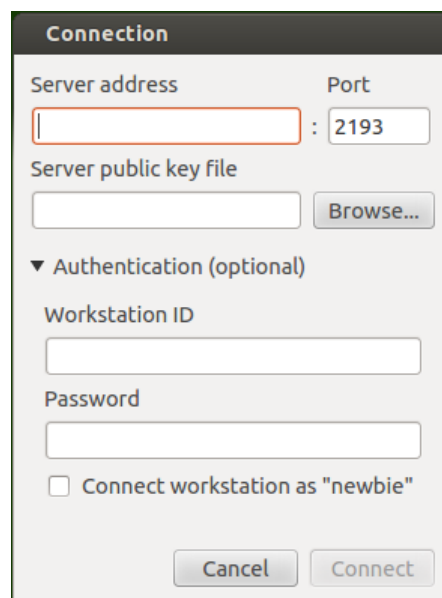 Connection
Server address Port
: 2193
Server public key file
Browse...
Authentication (optional)
Workstation ID
Password
Connect workstation as "newbie"
Cancel Connect